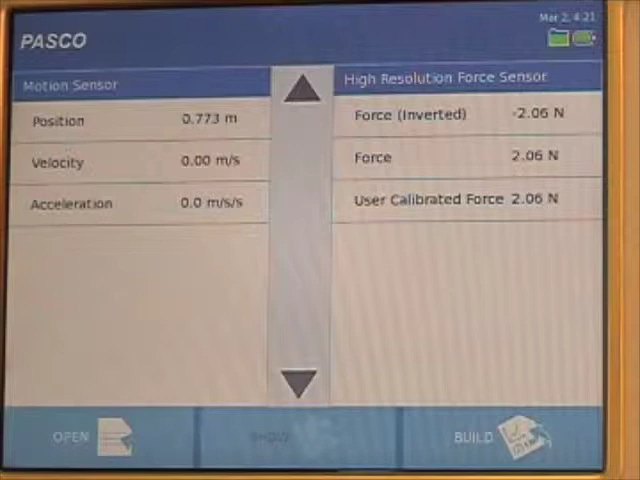 PASCO
Mar 2, 4:21
Motion Sensor
Position 0.773 m
Velocity 0.00 m/s
Acceleration 0.0 m/s/s
High Resolution Force Sensor
Force (Inverted) -2.06 N
Force 2.06 N
User Calibrated Force 2.06 N
OPEN
SHOW
BUILD